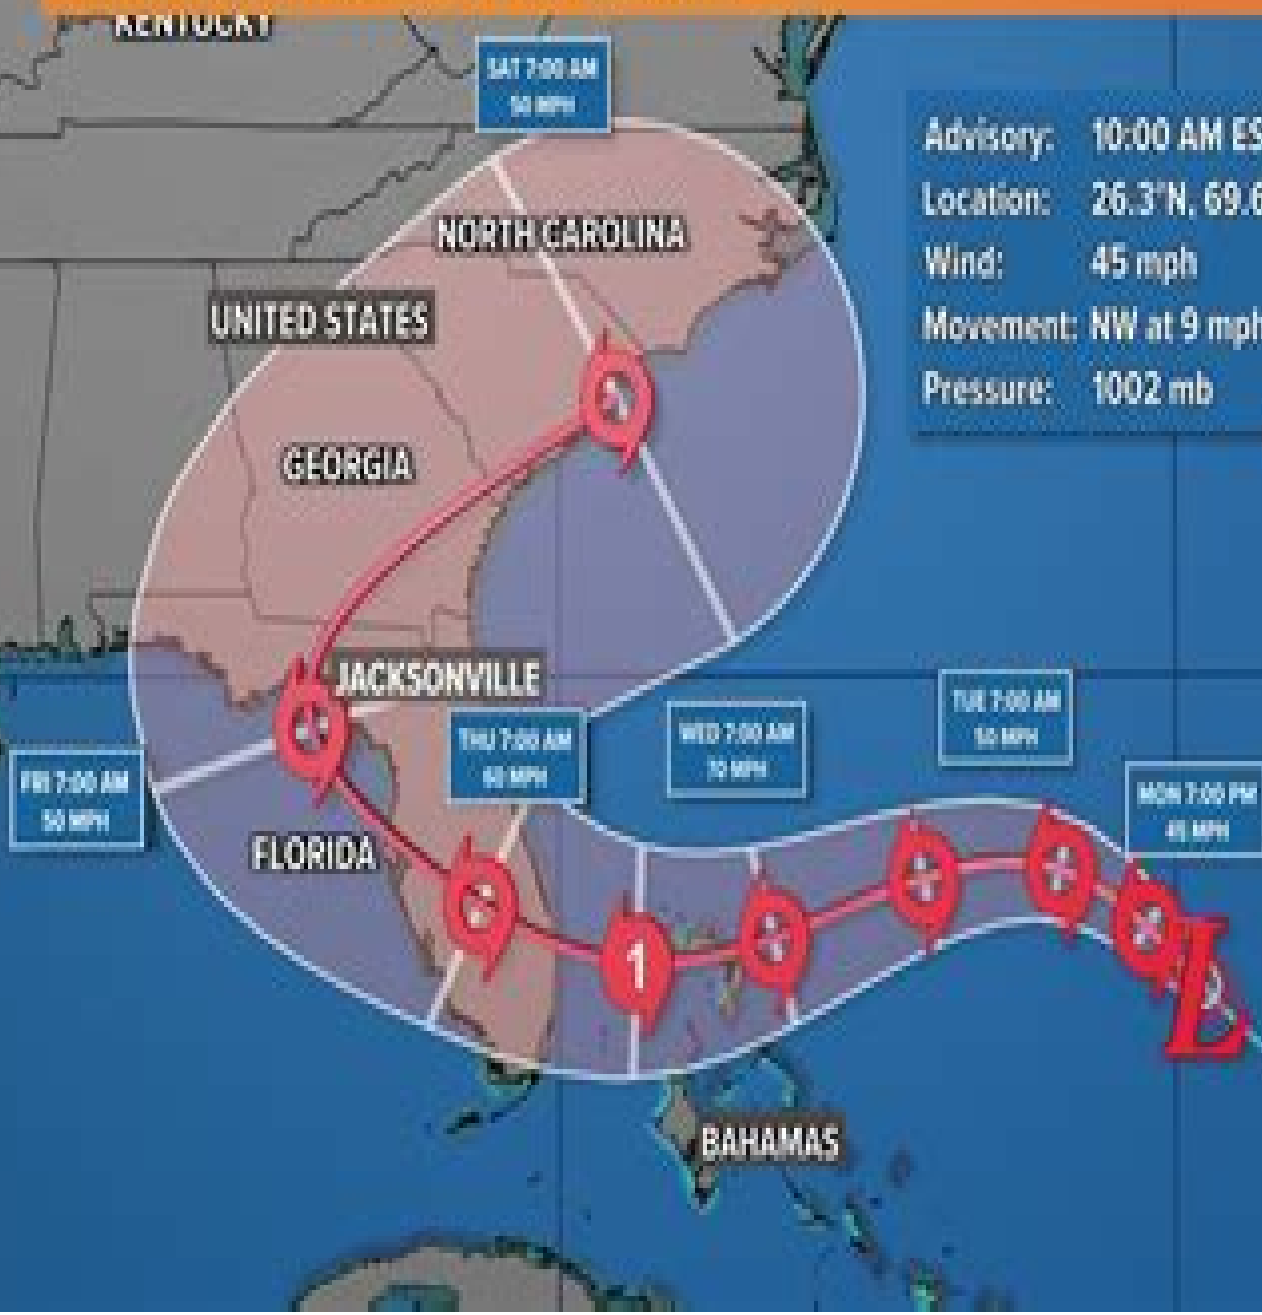 KENTUCKY
SAT 7:00 AM
50 MPH
Advisory: 10:00 AM ES
Location: 26.3°N, 69.6
Wind: 45 mph
Movement: NW at 9 mph
Pressure: 1002 mb
NORTH CAROLINA
UNITED STATES
GEORGIA
JACKSONVILLE
TUE 7:00 AM
50 MPH
WED 7:00 AM
70 MPH
THU 7:00 AM
60 MPH
FRI 7:00 AM
50 MPH
MON 7:00 PM
45 MPH
FLORIDA
1
L
BAHAMAS